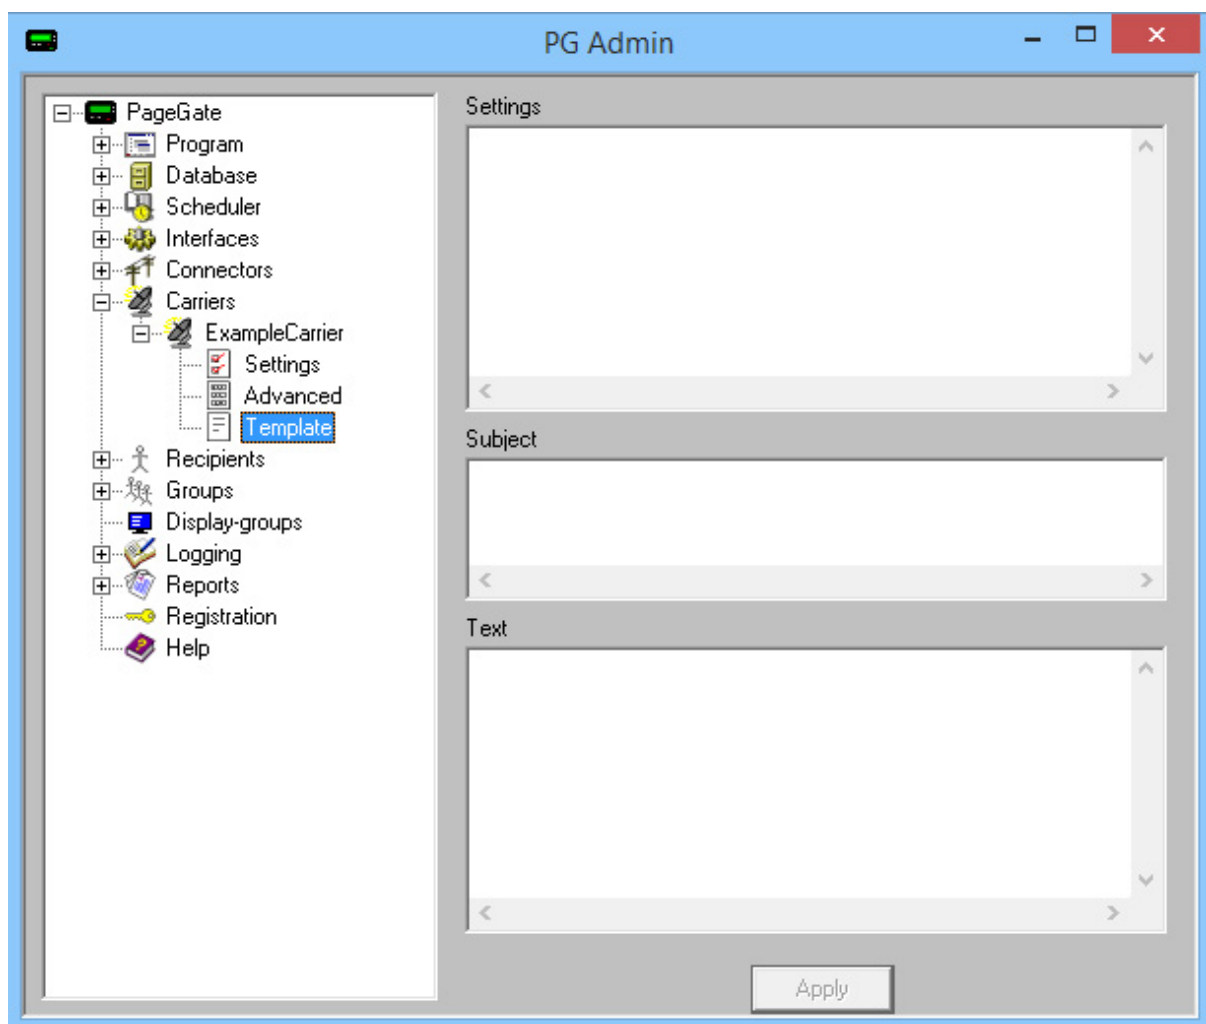 PG Admin
PageGate
Program
Database
Scheduler
Interfaces
Connectors
Carriers
ExampleCarrier
Settings
Advanced
Template
Recipients
Groups
Display-groups
Logging
Reports
Registration
Help
Settings
Subject
Text
Apply